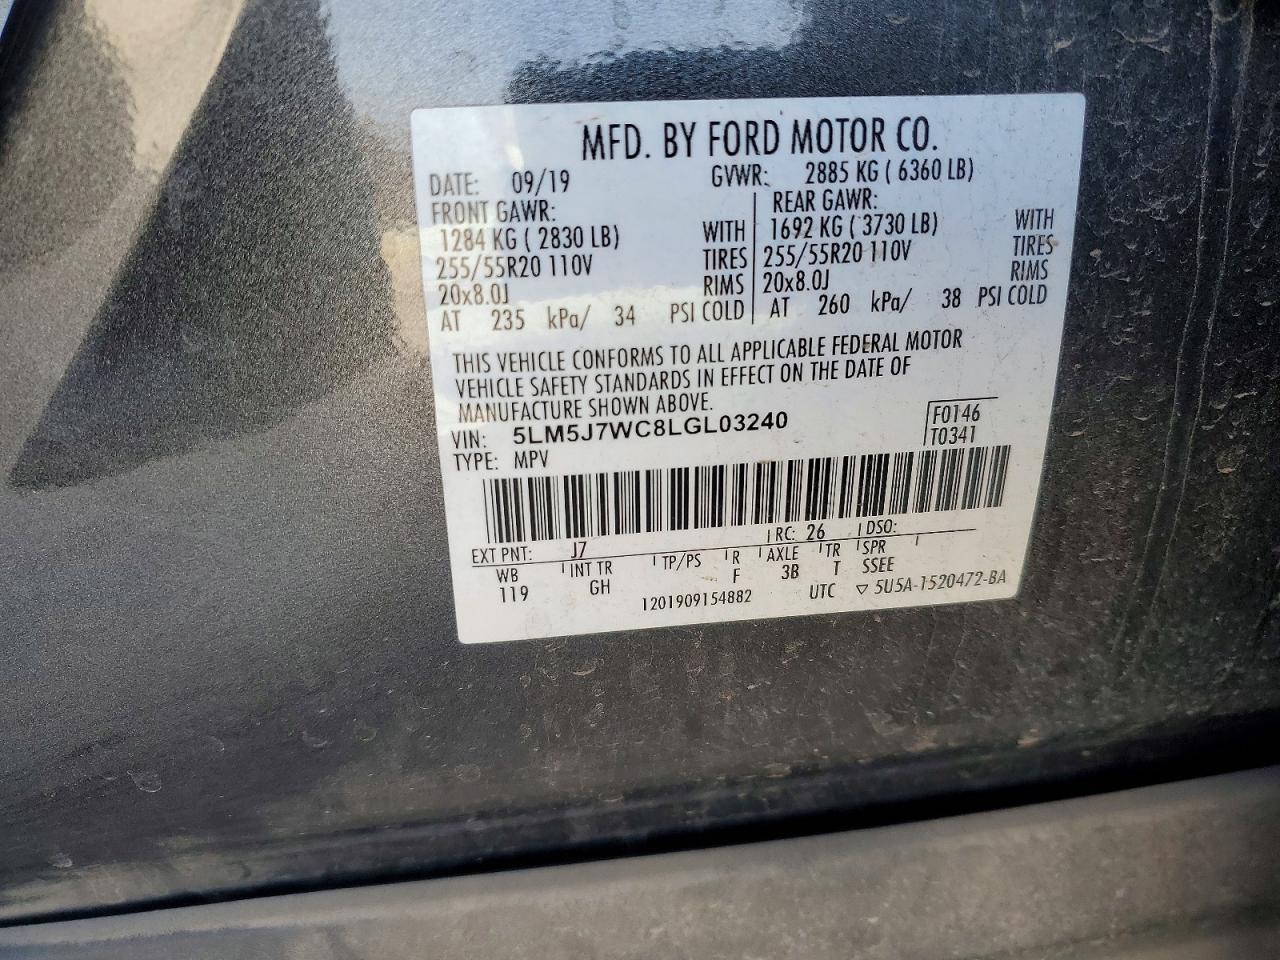 MFD. BY FORD MOTOR CO.
DATE: 09/19 GVWR: 2885 KG ( 6360 LB)
FRONT GAWR: REAR GAWR:
1284 KG ( 2830 LB) WITH 1692 KG ( 3730 LB) WITH
255/55R20 110V TIRES 255/55R20 110V TIRES
20x8.0J RIMS 20x8.0J RIMS
AT 235 kPa/ 34 PSI COLD AT 260 kPa/ 38 PSI COLD
THIS VEHICLE CONFORMS TO ALL APPLICABLE FEDERAL MOTOR
VEHICLE SAFETY STANDARDS IN EFFECT ON THE DATE OF
MANUFACTURE SHOWN ABOVE.
VIN: 5LM5J7WC8LGL03240 F0146
TYPE: MPV T0341
EXT PNT: J7 RC: 26 DSO:
WB INT TR TP/PS R AXLE TR SPR
119 GH F 3B T SSEE
1201909154882 UTC ▽ 5U5A-1520472-BA